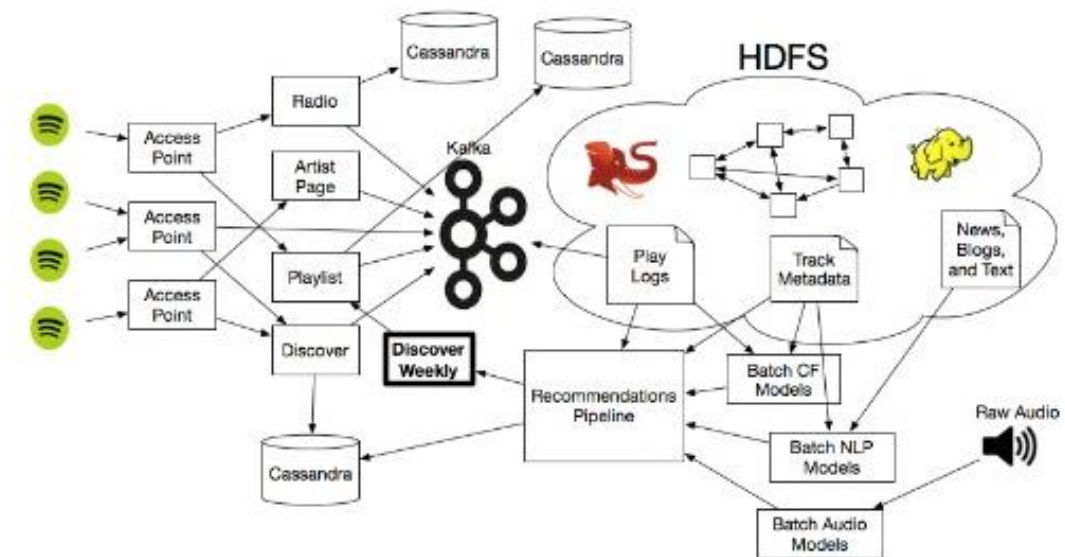 HDFS
Cassandra
Cassandra
Radio
Access
Point
Kafka
Artist
Page
Access
Point
Playlist
Access
Point
Discover
Discover
Weekly
Play
Logs
Track
Metadata
News,
Blogs,
and Text
Recommendations
Pipeline
Batch CF
Models
Batch NLP
Models
Raw Audio
Cassandra
Batch Audio
Models